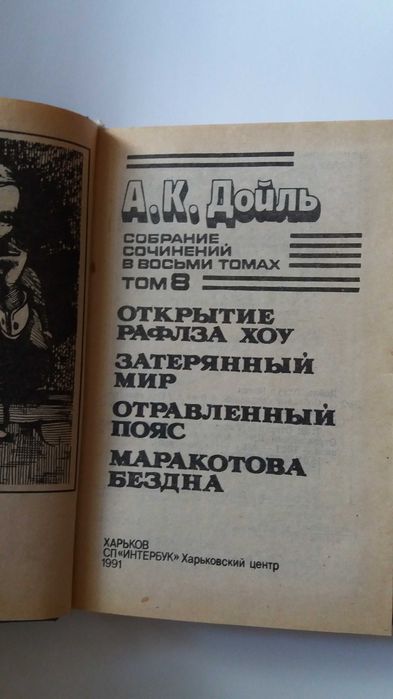 А.К. Дойль
СОБРАНИЕ
СОЧИНЕНИЙ
В ВОСЬМИ ТОМАХ
ТОМ 8
ОТКРЫТИЕ
РАФЛЗА ХОУ
ЗАТЕРЯННЫЙ
МИР
ОТРАВЛЕННЫЙ
ПОЯС
МАРАКОТОВА
БЕЗДНА
ХАРЬКОВ
СП «ИНТЕРБУК» Харьковский центр
1991